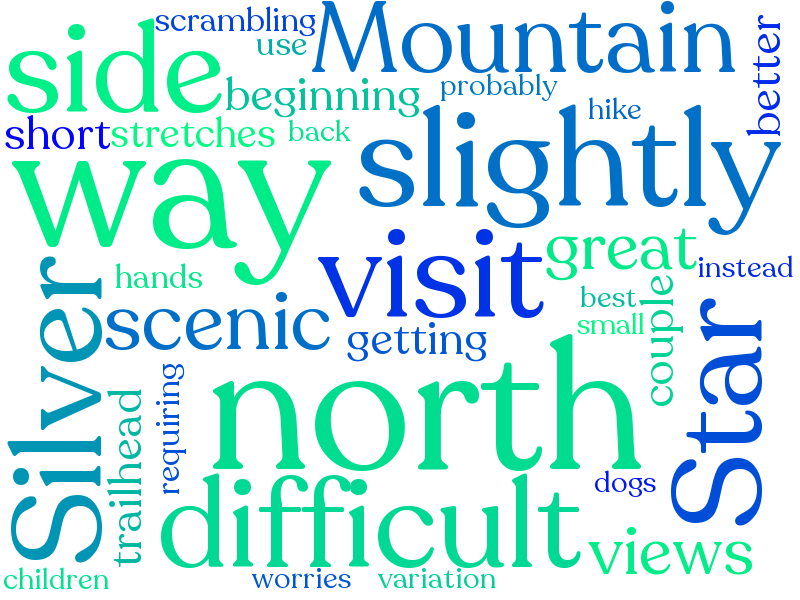 scrambling
Mountain
side
use
better
beginning
probably
hike
slightly
short
stretches
back
way
visit
great
instead
hands
Silver
scenic
best
couple
small
getting
Star
north
requiring
trailhead
difficult
dogs
views
children
worries
variation